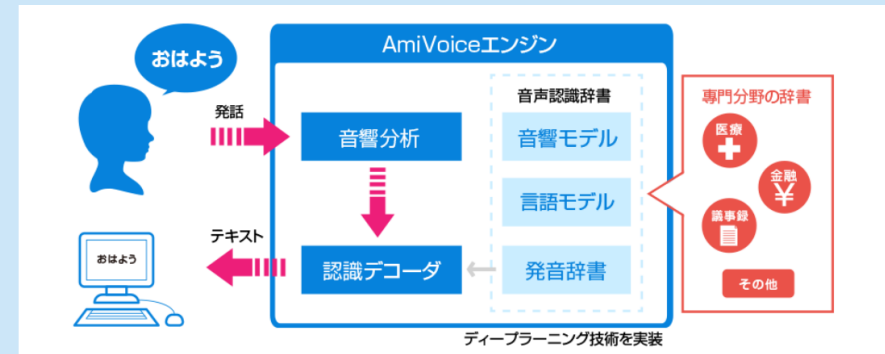 AmiVoiceエンジン
おはよう
発話
音響分析
音声認識辞書
音響モデル
言語モデル
発音辞書
専門分野の辞書
医療
金融
¥
議事録
その他
テキスト
認識デコーダ
おはよう
ディープラーニング技術を実装